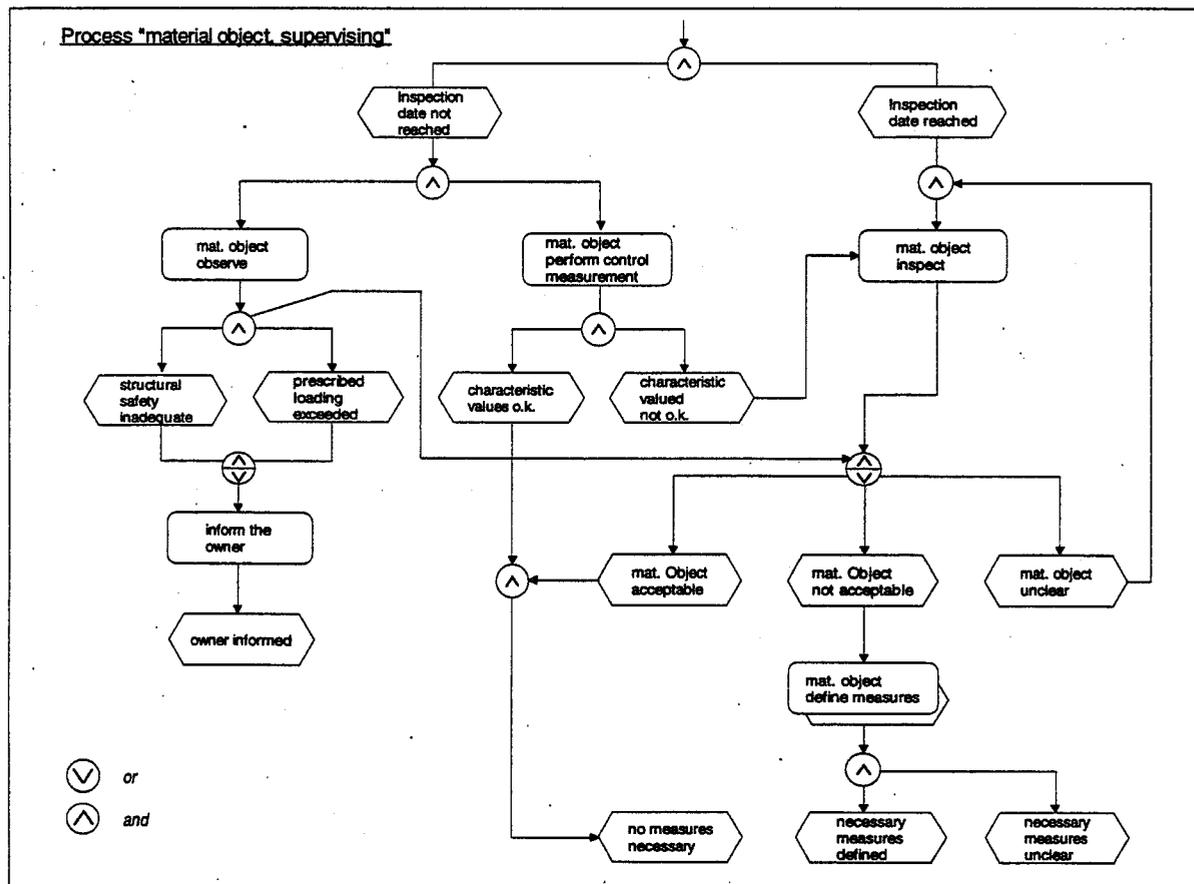 Process "material object, supervising"
Inspection
date not
reached
Inspection
date reached
mat. object
observe
mat. object
perform control
measurement
mat. object
inspect
structural
safety
inadequate
prescribed
loading
exceeded
characteristic
values o.k.
characteristic
valued
not o.k.
inform the
owner
mat. Object
acceptable
mat. Object
not acceptable
mat. object
unclear
owner informed
mat. object
define measures
or
and
no measures
necessary
necessary
measures
defined
necessary
measures
unclear